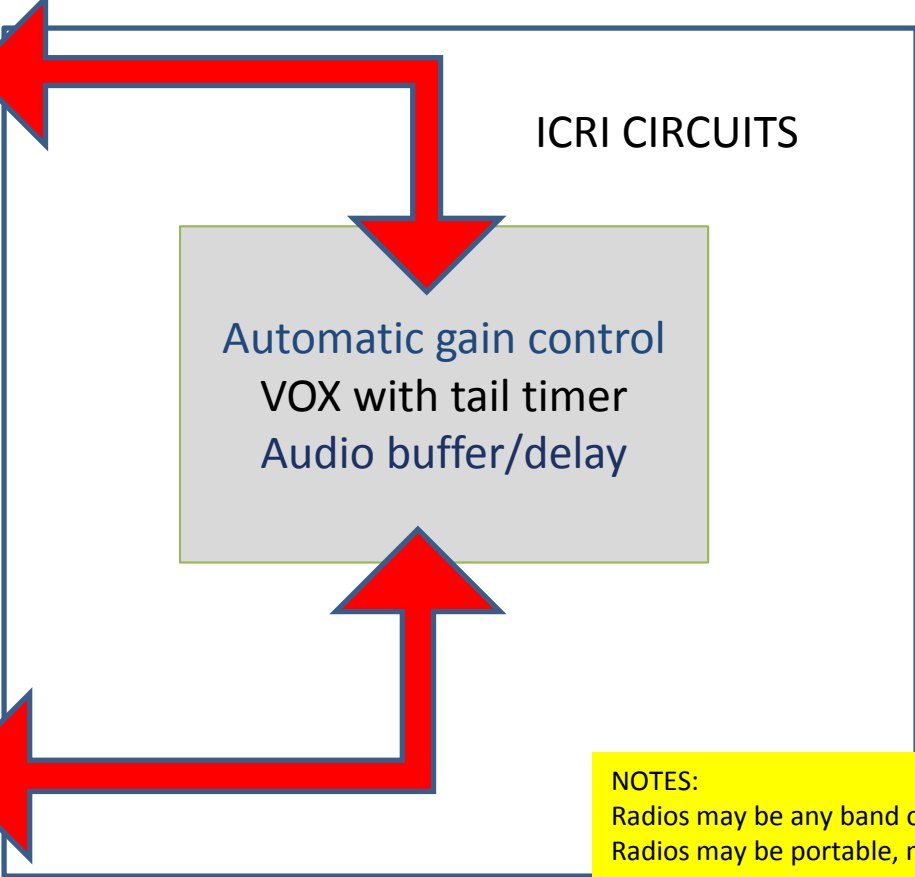 ICRI CIRCUITS
Automatic gain control
VOX with tail timer
Audio buffer/delay
NOTES:
Radios may be any band
Radios may be portable,